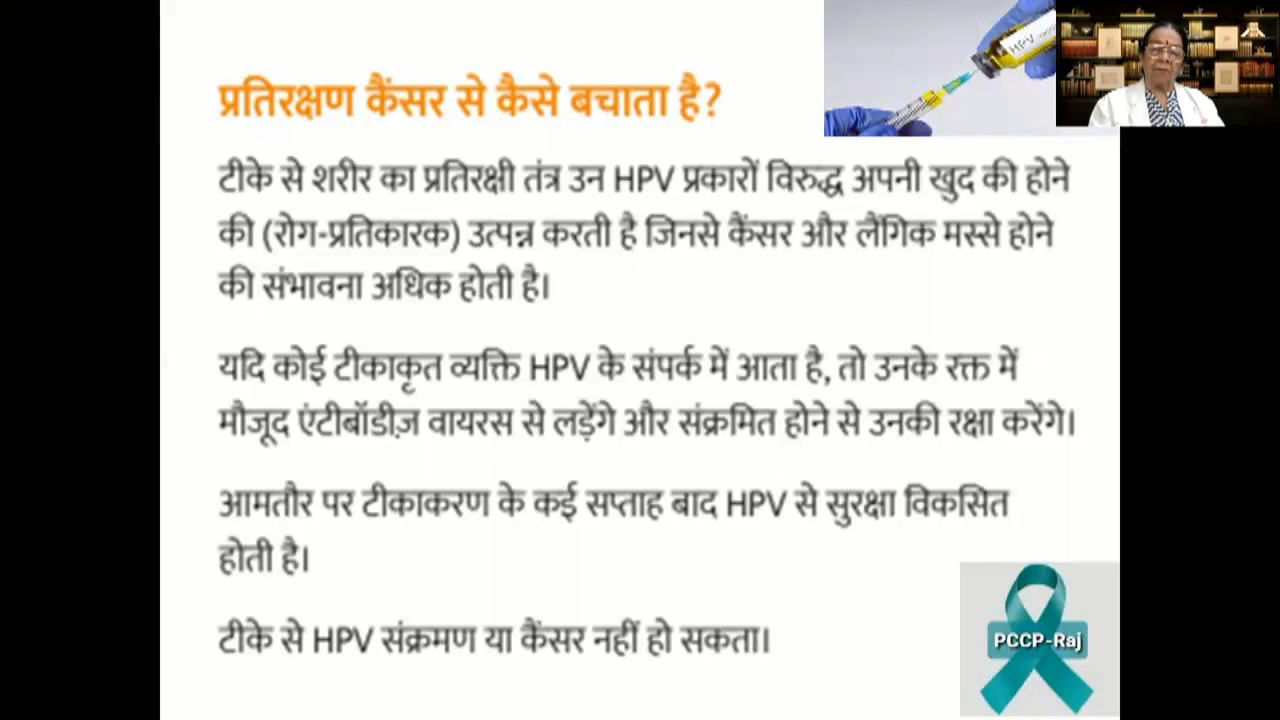 प्रतिरक्षण कैंसर से कैसे बचाता है?
टीके से शरीर का प्रतिरक्षी तंत्र उन HPV प्रकारों विरुद्ध अपनी खुद की होने
की (रोग-प्रतिकारक) उत्पन्न करती है जिनसे कैंसर और लैंगिक मस्से होने
की संभावना अधिक होती है।
यदि कोई टीकाकृत व्यक्ति HPV के संपर्क में आता है, तो उनके रक्त में
मौजूद एंटीबॉडीज़ वायरस से लड़ेंगे और संक्रमित होने से उनकी रक्षा करेंगे।
आमतौर पर टीकाकरण के कई सप्ताह बाद HPV से सुरक्षा विकसित
होती है।
टीके से HPV संक्रमण या कैंसर नहीं हो सकता।
HPV
PCCP-Raj